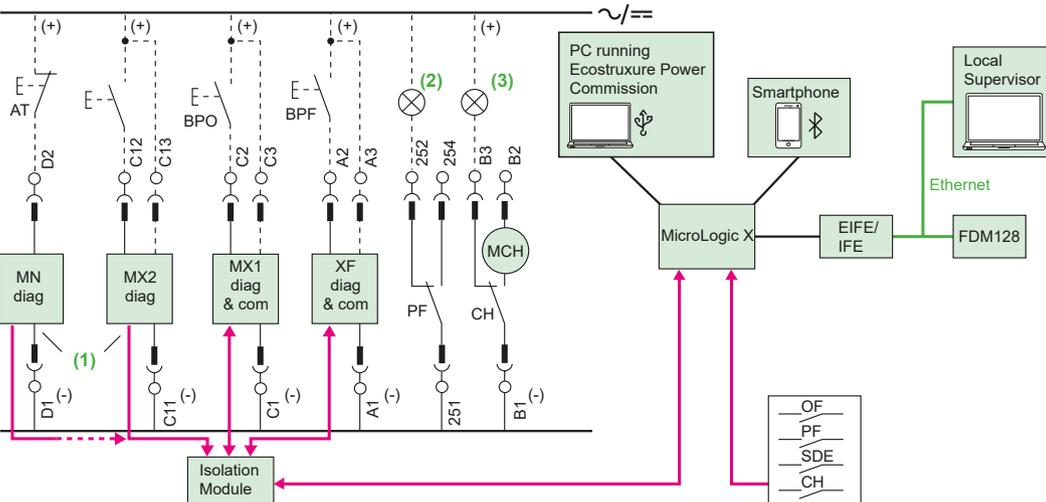 (+)
(+)
(+)
(+)
(+)
AT
BPO
BPF
(2)
(3)
D2
C12
C13
C2
C3
A2
A3
252
254
B3
B2
MN
diag
MX2
diag
MX1
diag
& com
XF
diag
& com
PF
CH
MCH
(1)
D1
(-)
C11
(-)
C1
(-)
A1
(-)
251
B1
(-)
Isolation
Module
PC running
Ecostruxure Power
Commission
Smartphone
Local
Supervisor
Ethernet
MicroLogic X
EIFE/
IFE
FDM128
OF
PF
SDE
CH